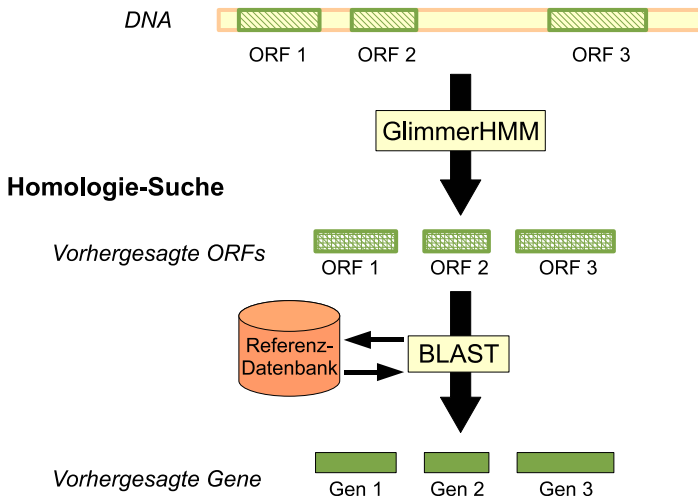 DNA
ORF 1 ORF 2 ORF 3
GlimmerHMM
Homologie-Suche
Vorhergesagte ORFs
ORF 1 ORF 2 ORF 3
Referenz-
Datenbank
BLAST
Vorhergesagte Gene
Gen 1 Gen 2 Gen 3